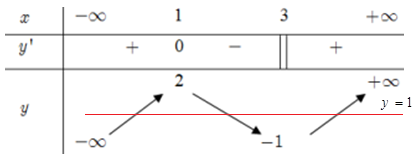 x −∞ 1 3 +∞
y' + 0 − || +
2 +∞
y = 1
y
−∞ −1